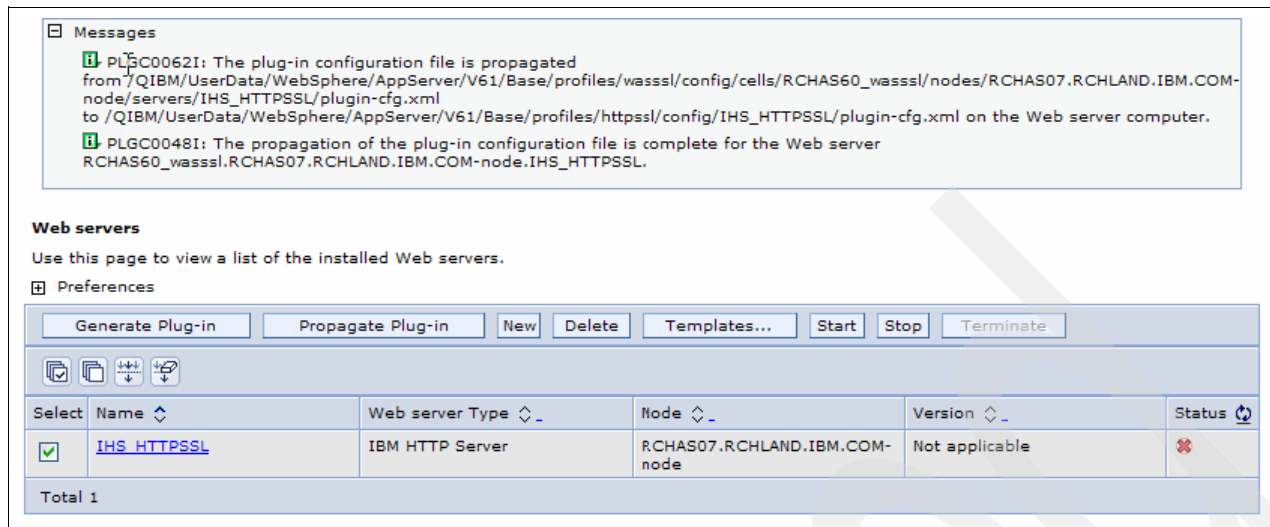 Messages
PLGC0062I: The plug-in configuration file is propagated
from /QIBM/UserData/WebSphere/AppServer/V61/Base/profiles/wasssl/config/cells/RCHAS60_wasssl/nodes/RCHAS07.RCHLAND.IBM.COM-
node/servers/IHS_HTTPSSL/plugin-cfg.xml
to /QIBM/UserData/WebSphere/AppServer/V61/Base/profiles/httpssl/config/IHS_HTTPSSL/plugin-cfg.xml on the Web server computer.
PLGC0048I: The propagation of the plug-in configuration file is complete for the Web server
RCHAS60_wasssl.RCHAS07.RCHLAND.IBM.COM-node.IHS_HTTPSSL.
Web servers
Use this page to view a list of the installed Web servers.
Preferences
Generate Plug-in Propagate Plug-in New Delete Templates... Start Stop Terminate
Select Name Web server Type Node Version Status
IHS_HTTPSSL IBM HTTP Server RCHAS07.RCHLAND.IBM.COM- Not applicable
node
Total 1